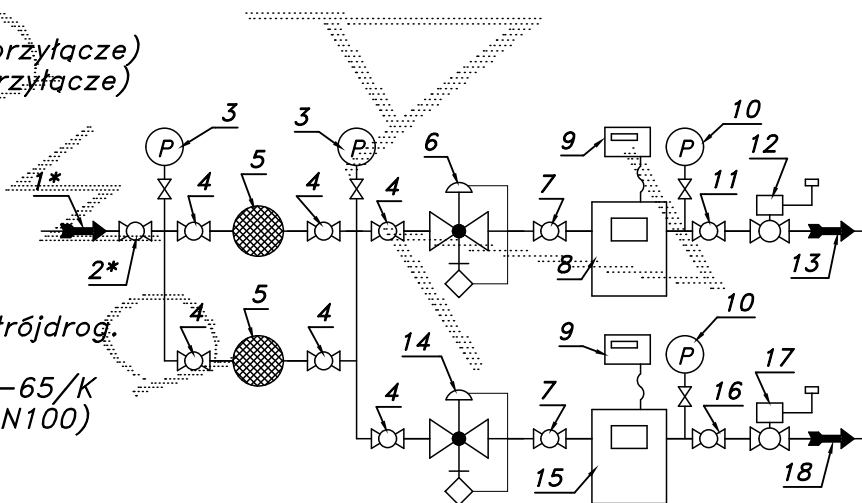 orzyłącze)
rzyłącze)
3 3 10
6 9 12
P P P
5
1* 4 4 4 7 11
2* 8 13
5
4 4
trójdrog. 10
14 9 17
P
-65/K
N100) 4 7 16
15 18